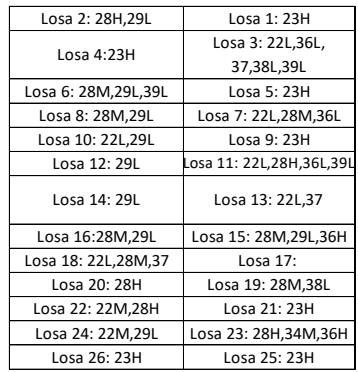 Losa 2: 28H,29L
Losa 1: 23H
Losa 4:23H
Losa 3: 22L,36L,
37,38L,39L
Losa 6: 28M,29L,39L
Losa 5: 23H
Losa 8: 28M,29L
Losa 7: 22L,28M,36L
Losa 10: 22L,29L
Losa 9: 23H
Losa 12: 29L
Losa 11: 22L,28H,36L,39L
Losa 14: 29L
Losa 13: 22L,37
Losa 16:28M,29L
Losa 15: 28M,29L,36H
Losa 18: 22L,28M,37
Losa 17:
Losa 20: 28H
Losa 19: 28M,38L
Losa 22: 22M,28H
Losa 21: 23H
Losa 24: 22M,29L
Losa 23: 28H,34M,36H
Losa 26: 23H
Losa 25: 23H